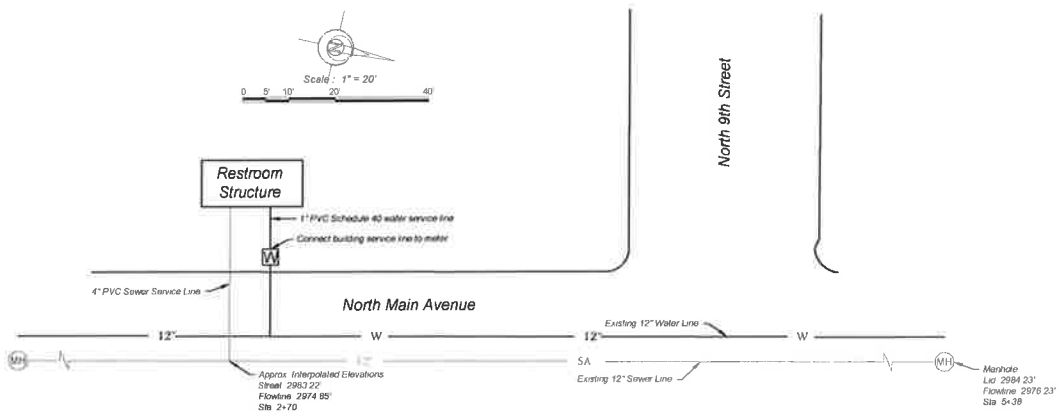 N
Scale : 1" = 20'
0 5' 10' 20' 40'
North 9th Street
Restroom
Structure
1" PVC Schedule 40 water service line
Connect building service line to meter
W
4" PVC Sewer Service Line
North Main Avenue
12" W 12" W
Existing 12" Water Line
MH 12" SA MH
Existing 12" Sewer Line
Approx Interpolated Elevations
Street 2983 22'
Flowline 2974 85'
Sta 2+70
Manhole
Lid 2984 23'
Flowline 2976 23'
Sta 5+38